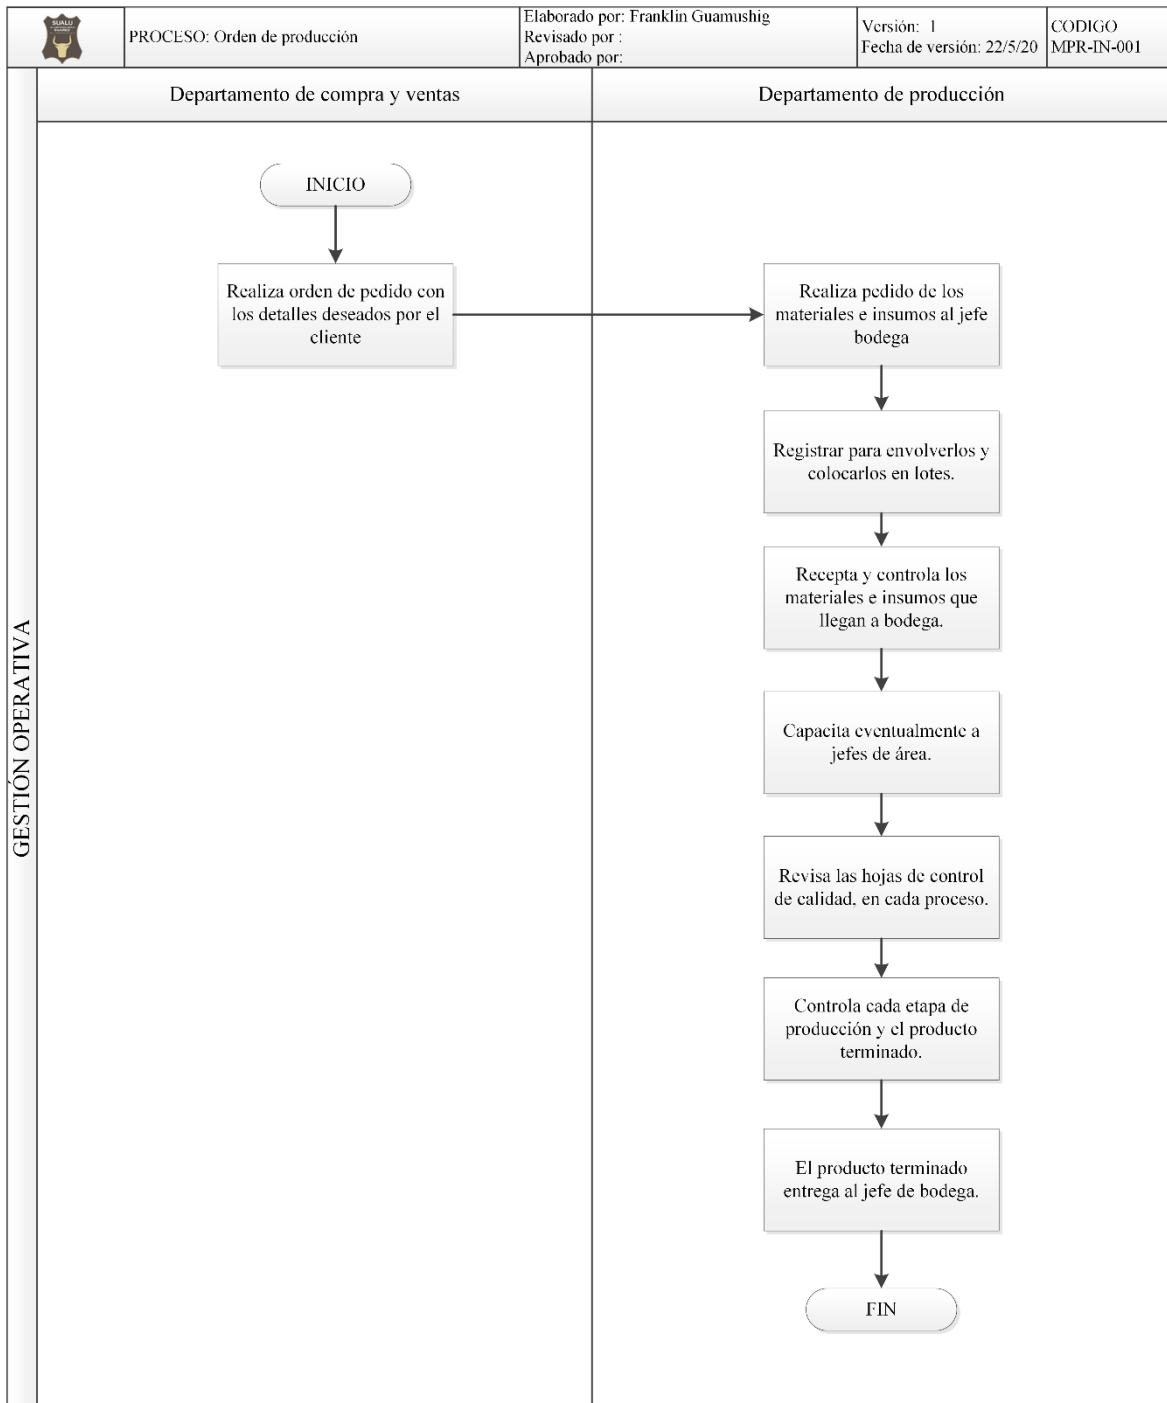 SUALU
PROCESO: Orden de producción
Elaborado por: Franklin Guamushig
Revisado por :
Aprobado por:
Versión: 1
Fecha de versión: 22/5/20
CODIGO
MPR-IN-001
GESTIÓN OPERATIVA
Departamento de compra y ventas
Departamento de producción
INICIO
Realiza orden de pedido con
los detalles deseados por el
cliente
Realiza pedido de los
materiales e insumos al jefe
bodega
Registrar para envolverlos y
colocarlos en lotes.
Recepta y controla los
materiales e insumos que
llegan a bodega.
Capacita eventualmente a
jefes de área.
Revisa las hojas de control
de calidad, en cada proceso.
Controla cada etapa de
producción y el producto
terminado.
El producto terminado
entrega al jefe de bodega.
FIN